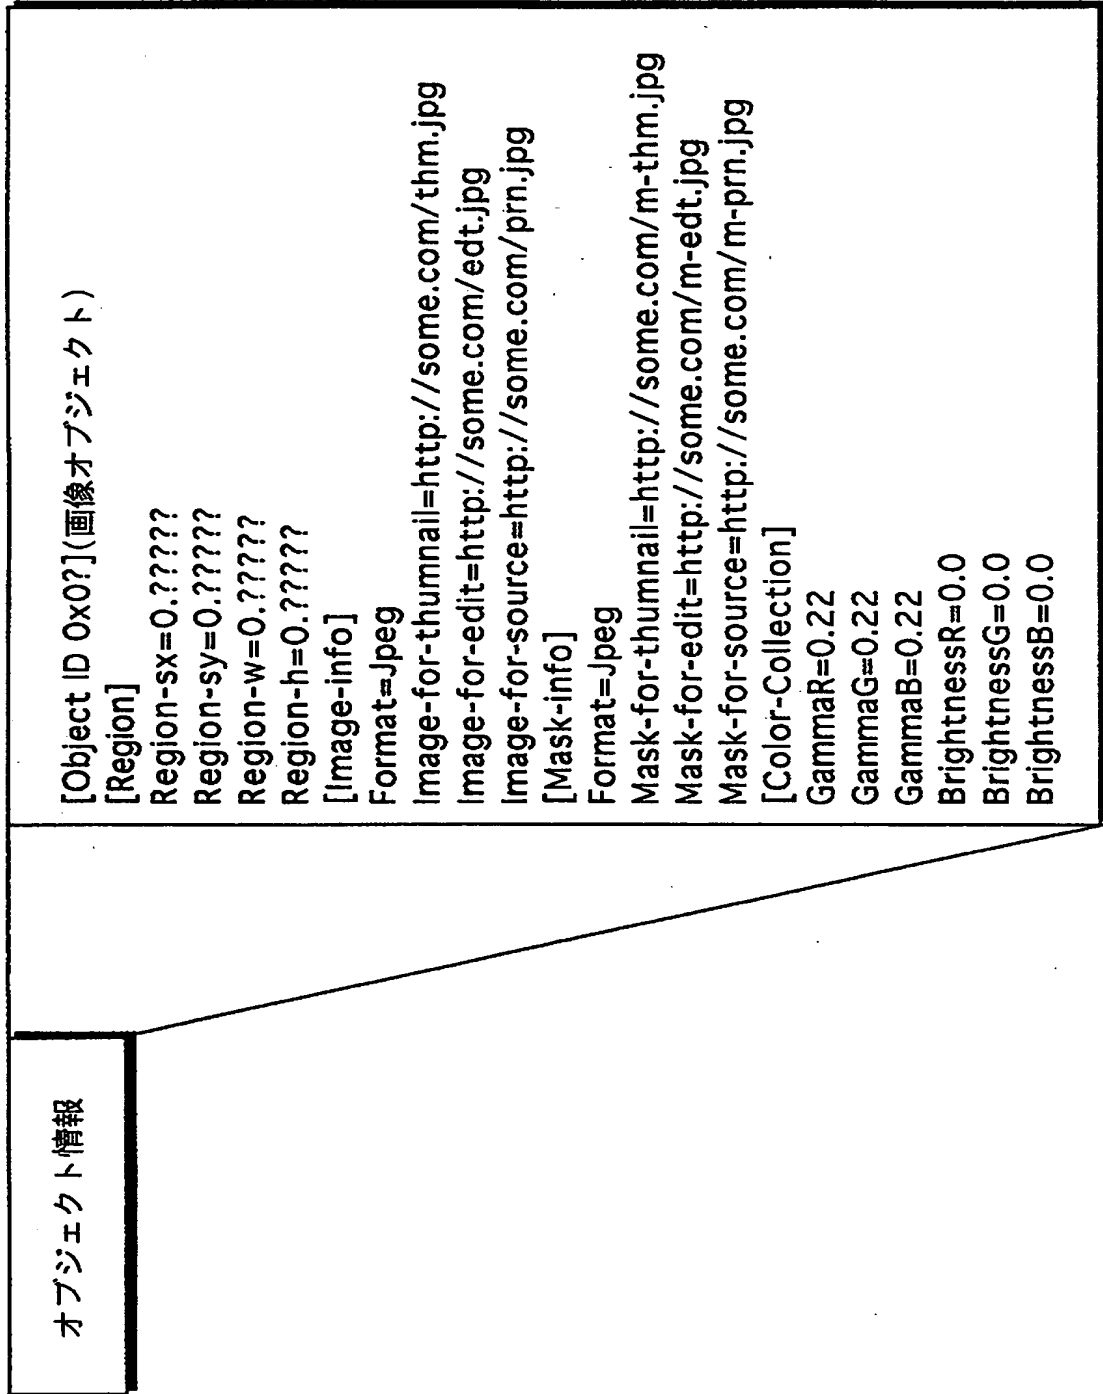 オブジェクト情報
[Object ID 0x0?](画像オブジェクト)
[Region]
Region-sx=0.?????
Region-sy=0.?????
Region-w=0.?????
Region-h=0.?????
[Image-info]
Format=Jpeg
Image-for-thumnail=http://some.com/thm.jpg
Image-for-edit=http://some.com/edt.jpg
Image-for-source=http://some.com/prn.jpg
[Mask-info]
Format=Jpeg
Mask-for-thumnail=http://some.com/m-thm.jpg
Mask-for-edit=http://some.com/m-edt.jpg
Mask-for-source=http://some.com/m-prn.jpg
[Color-Collection]
GammaR=0.22
GammaG=0.22
GammaB=0.22
BrightnessR=0.0
BrightnessG=0.0
BrightnessB=0.0